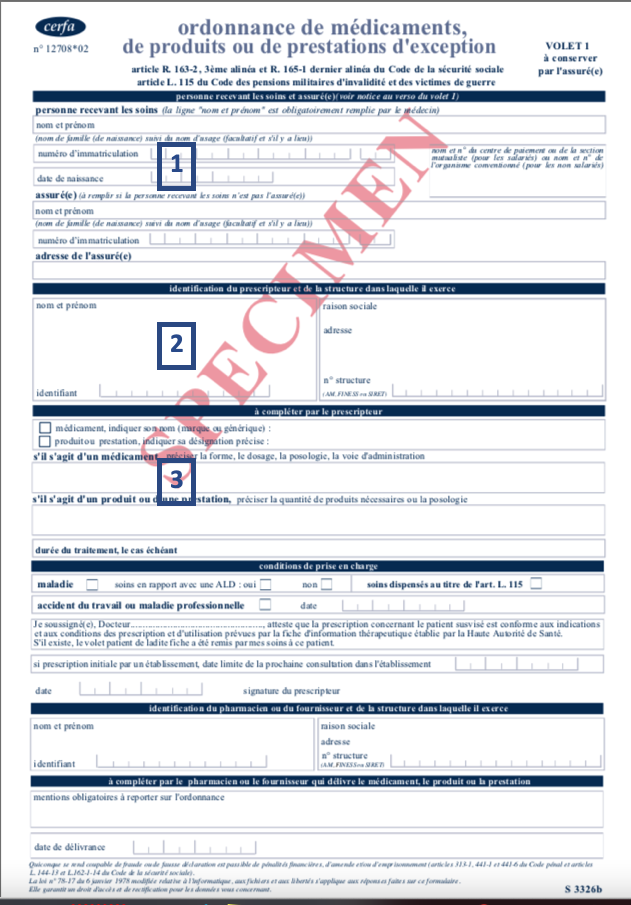 cerfa
n° 12708*02
ordonnance de médicaments,
de produits ou de prestations d'exception
article R. 163-2, 3ème alinéa et R. 165-1 dernier alinéa du Code de la sécurité sociale
article L. 115 du Code des pensions militaires d'invalidité et des victimes de guerre
VOLET 1
à conserver
par l'assuré(e)
personne recevant les soins et assuré(e) (voir notice au verso du volet 1)
personne recevant les soins (la ligne "nom et prénom" est obligatoirement remplie par le médecin)
nom et prénom
(nom de famille (de naissance) suivi du nom d'usage (facultatif et s'il y a lieu))
numéro d'immatriculation
nom et n° du centre de paiement ou de la section
mutualiste (pour les salariés) ou nom et n° de
l'organisme conventionné (pour les non salariés)
1
date de naissance
assuré(e) (à remplir si la personne recevant les soins n'est pas l'assuré(e))
nom et prénom
(nom de famille (de naissance) suivi du nom d'usage (facultatif et s'il y a lieu))
numéro d'immatriculation
adresse de l'assuré(e)
SPECIMEN
identification du prescripteur et de la structure dans laquelle il exerce
nom et prénom
raison sociale
adresse
2
n° structure
identifiant
(AM, FINESS ou SIRET)
à compléter par le prescripteur
médicament, indiquer son nom (marque ou générique) :
produit ou prestation, indiquer sa désignation précise :
s'il s'agit d'un médicament, préciser la forme, le dosage, la posologie, la voie d'administration
3
s'il s'agit d'un produit ou d'une prestation, préciser la quantité de produits nécessaires ou la posologie
durée du traitement, le cas échéant
conditions de prise en charge
maladie soins en rapport avec une ALD : oui non soins dispensés au titre de l'art. L. 115
accident du travail ou maladie professionnelle date
Je soussigné(e), Docteur............................................, atteste que la prescription concernant le patient susvisé est conforme aux indications
et aux conditions des prescription et d'utilisation prévues par la fiche d'information thérapeutique établie par la Haute Autorité de Santé.
S'il existe, le volet patient de ladite fiche a été remis par mes soins à ce patient.
si prescription initiale par un établissement, date limite de la prochaine consultation dans l'établissement
date signature du prescripteur
identification du pharmacien ou du fournisseur et de la structure dans laquelle il exerce
nom et prénom
raison sociale
adresse
n° structure
identifiant
(AM, FINESS ou SIRET)
à compléter par le pharmacien ou le fournisseur qui délivre le médicament, le produit ou la prestation
mentions obligatoires à reporter sur l'ordonnance
date de délivrance
Quiconque se rend coupable de fraude ou de fausse déclaration est passible de pénalités financières, d'amende et/ou d'emprisonnement (articles 313-1, 441-1 et 441-6 du Code pénal et articles
L. 144-13 et L.162-1-14 du Code de la sécurité sociale).
La loi n° 78-17 du 6 janvier 1978 modifiée relative à l'informatique, aux fichiers et aux libertés s'applique aux réponses faites sur ce formulaire.
Elle garantit un droit d'accès et de rectification pour les données vous concernant.
S 3326b